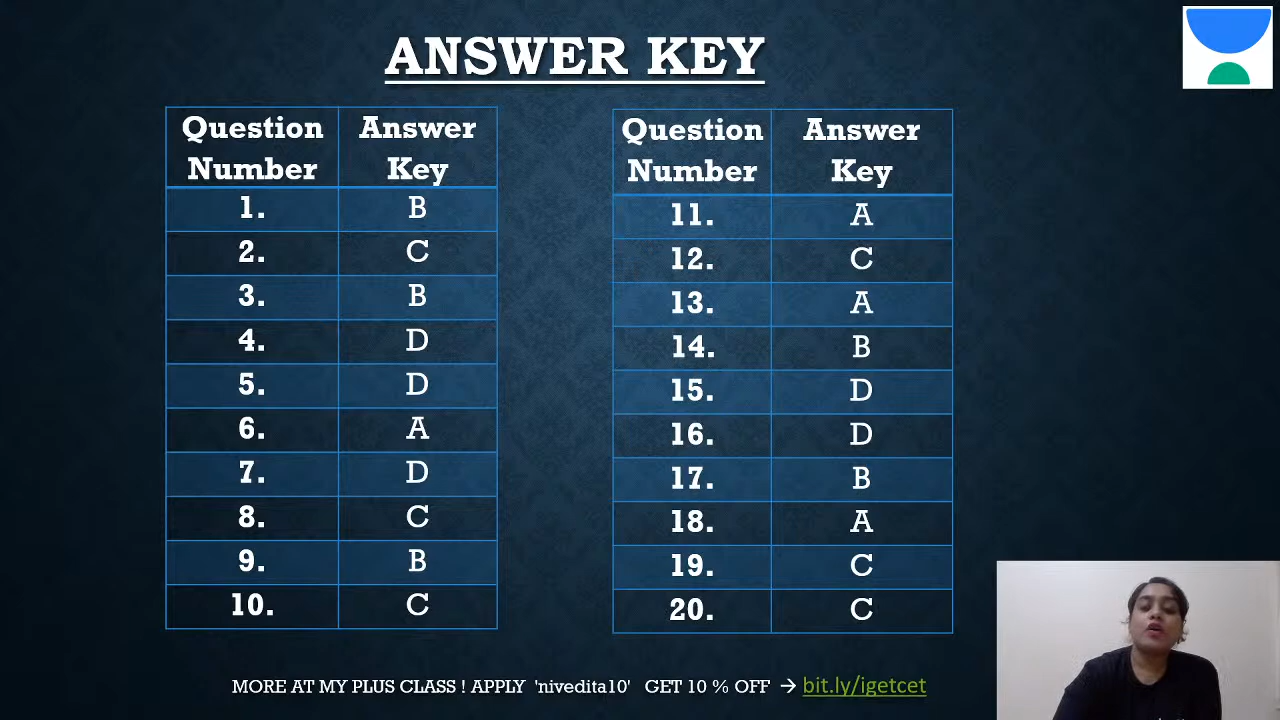 ANSWER KEY
Question Number Answer Key
1. B
2. C
3. B
4. D
5. D
6. A
7. D
8. C
9. B
10. C
Question Number Answer Key
11. A
12. C
13. A
14. B
15. D
16. D
17. B
18. A
19. C
20. C
MORE AT MY PLUS CLASS ! APPLY 'nivedita10' GET 10 % OFF → bit.ly/igetcet